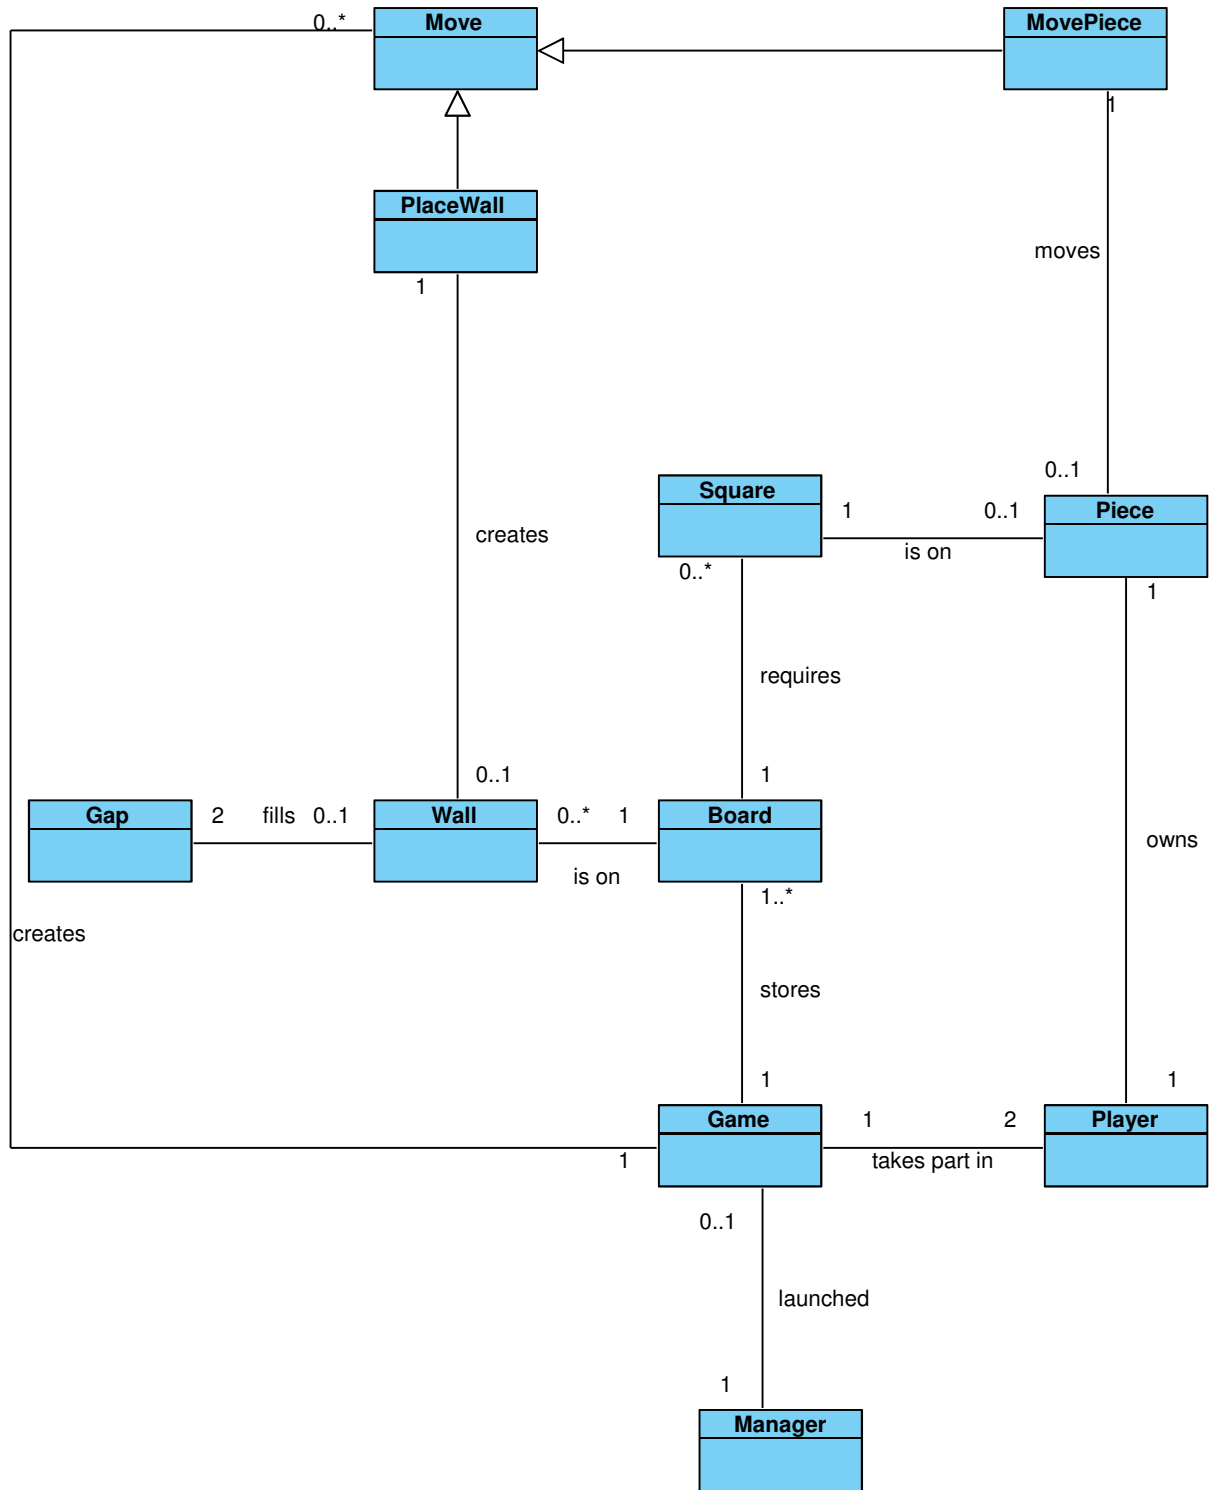 0..*
Move
MovePiece
1
PlaceWall
1
moves
creates
0..1
Square
1
0..1
Piece
is on
0..*
1
requires
0..1
1
Gap
2
fills
0..1
Wall
0..*
1
Board
is on
1..*
owns
creates
stores
1
1
Game
1
2
Player
1
takes part in
0..1
launched
1
Manager